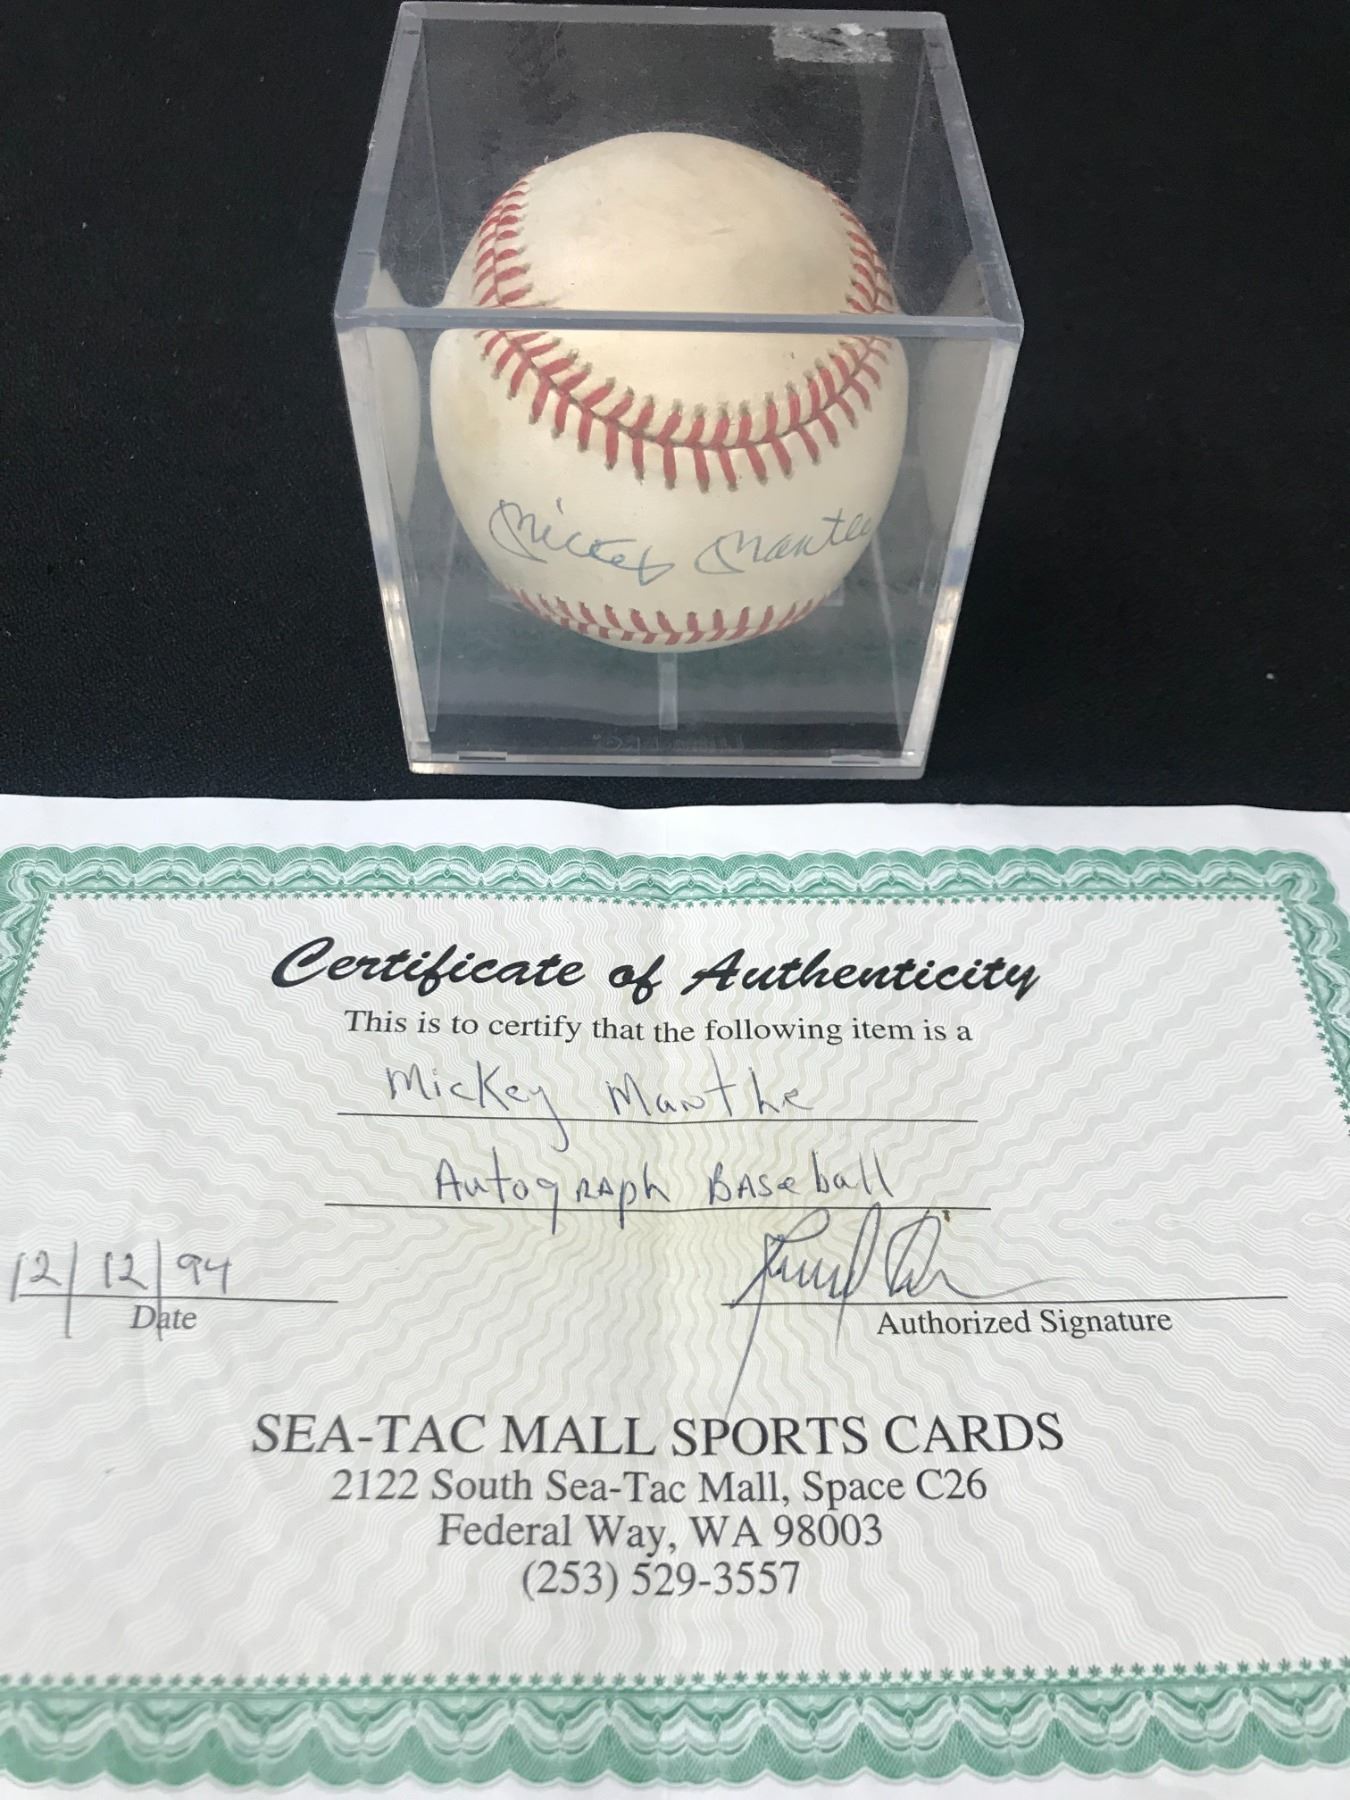 Mickey Mantle
Certificate of Authenticity
This is to certify that the following item is a
Mickey Mantle
Autograph Baseball
12/12/94
Date
Authorized Signature
SEA-TAC MALL SPORTS CARDS
2122 South Sea-Tac Mall, Space C26
Federal Way, WA 98003
(253) 529-3557